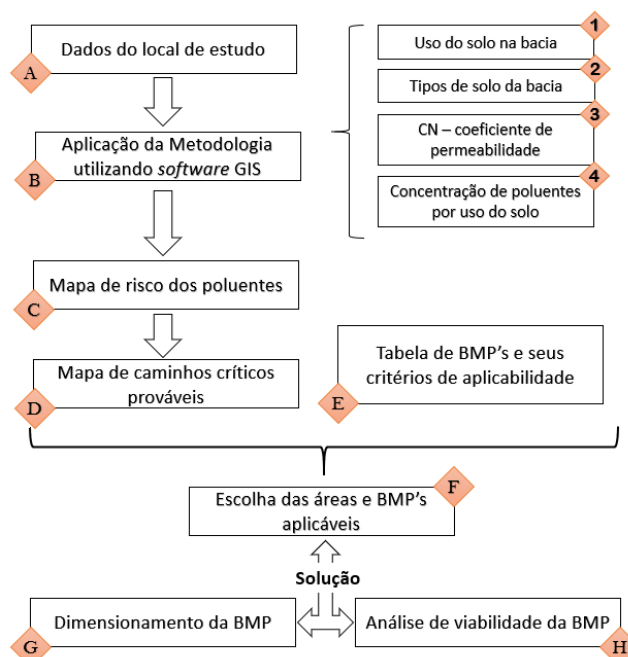 Dados do local de estudo
A
Aplicação da Metodologia
utilizando software GIS
B
1
Uso do solo na bacia
2
Tipos de solo da bacia
3
CN – coeficiente de
permeabilidade
4
Concentração de poluentes
por uso do solo
Mapa de risco dos poluentes
C
Mapa de caminhos críticos
prováveis
D
Tabela de BMP's e seus
critérios de aplicabilidade
E
F
Escolha das áreas e BMP's
aplicáveis
Solução
Dimensionamento da BMP
G
Análise de viabilidade da BMP
H